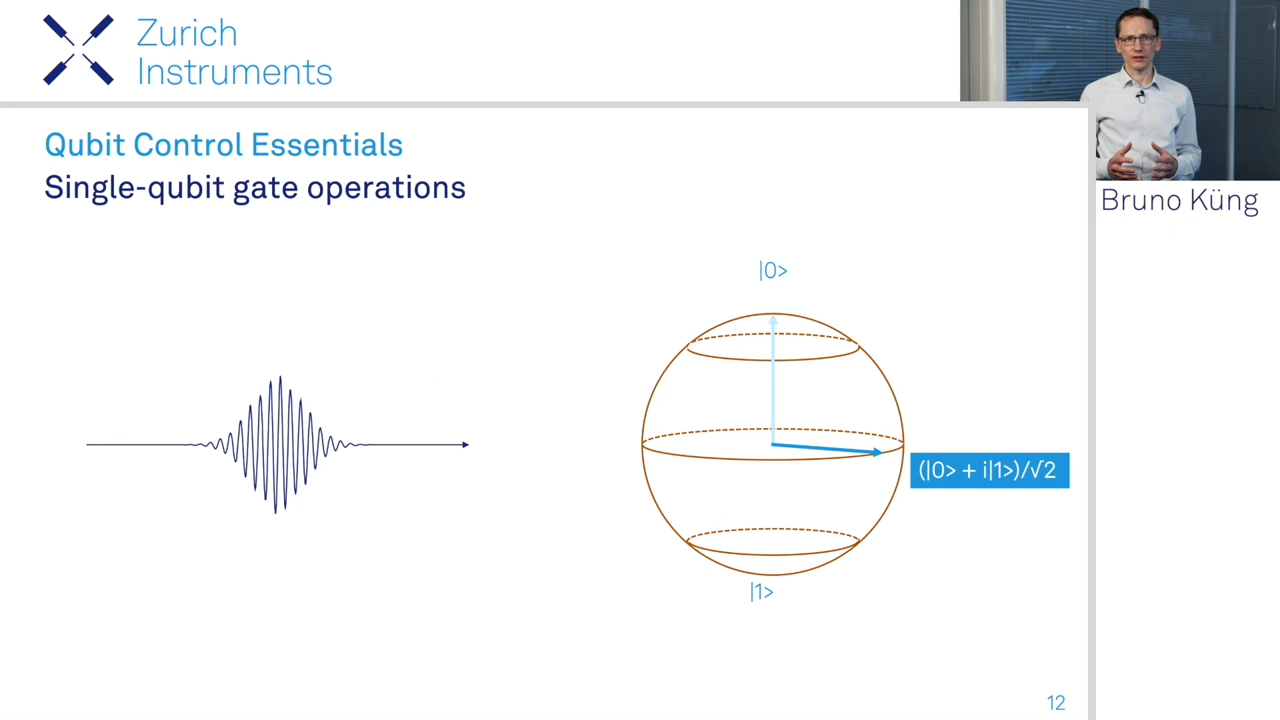 Zurich
Instruments
Qubit Control Essentials
Single-qubit gate operations
Bruno Küng
|0>
(|0> + i|1>)/√2
|1>
12